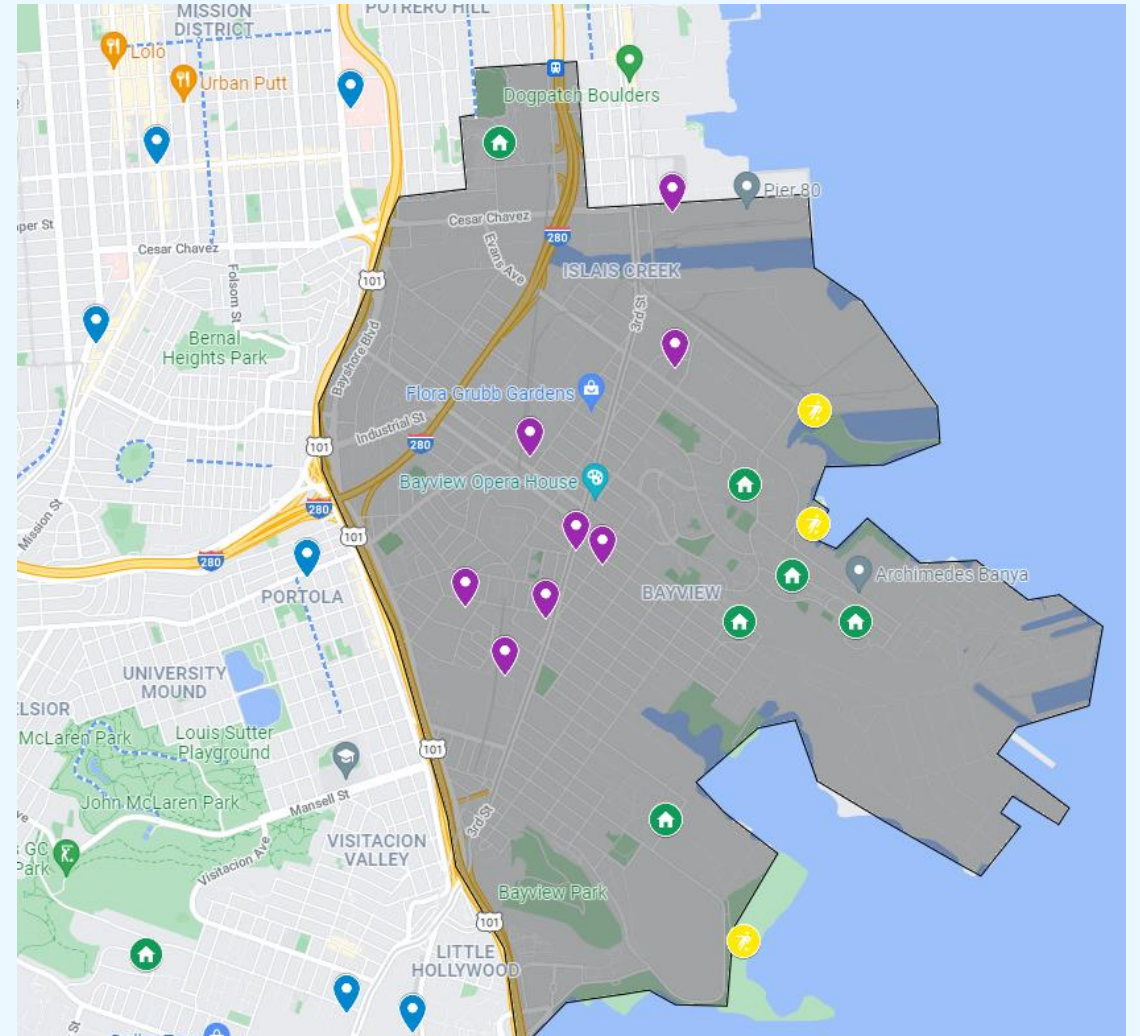 MISSION
DISTRICT
POTRERO HILL
Lolo
Urban Putt
Dogpatch Boulders
Pier 80
Cesar Chavez
Evans Ave
280
ISLAIS CREEK
Cesar Chavez
Folsom St
101
3rd St
Bernal
Heights Park
Bayshore Blvd
Flora Grubb Gardens
Industrial St
280
101
Bayview Opera House
Mission St
280
101
280
PORTOLA
BAYVIEW
Archimedes Banya
UNIVERSITY
MOUND
McLaren Park
Louis Sutter
Playground
101
John McLaren Park
Mansell St
3rd St
VISITACION
VALLEY
Visitacion Ave
Park
Bayview Park
101
LITTLE
HOLLYWOOD
St